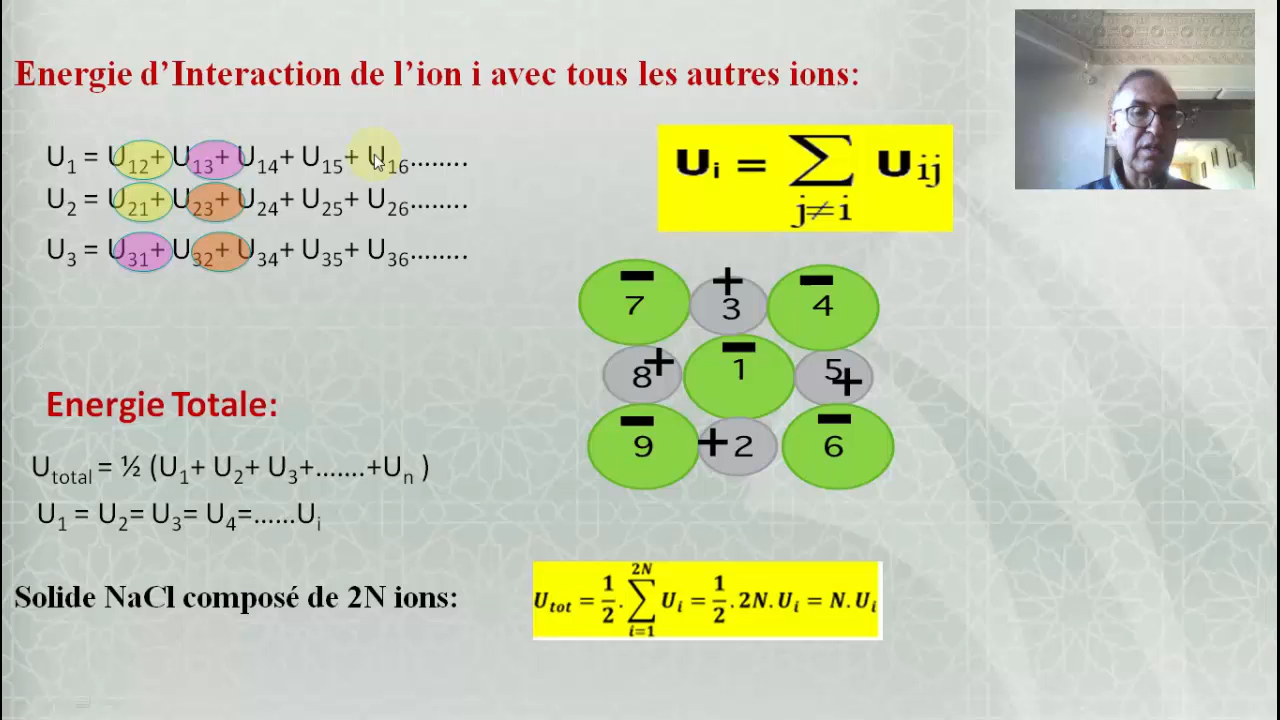 Energie d’Interaction de l’ion i avec tous les autres ions:
U1 = U12+ U13+ U14+ U15+ U16........
U2 = U21+ U23+ U24+ U25+ U26........
U3 = U31+ U32+ U34+ U35+ U36........
Ui = ∑ Uij
j≠i
− + −
7 3 4
+ − +
8 1 5
− + −
9 2 6
Energie Totale:
Utotal = ½ (U1+ U2+ U3+.......+Un )
U1 = U2= U3= U4=......Ui
Solide NaCl composé de 2N ions:
Utot = 1/2 . ∑ i=1 2N Ui = 1/2 . 2N. Ui = N. Ui